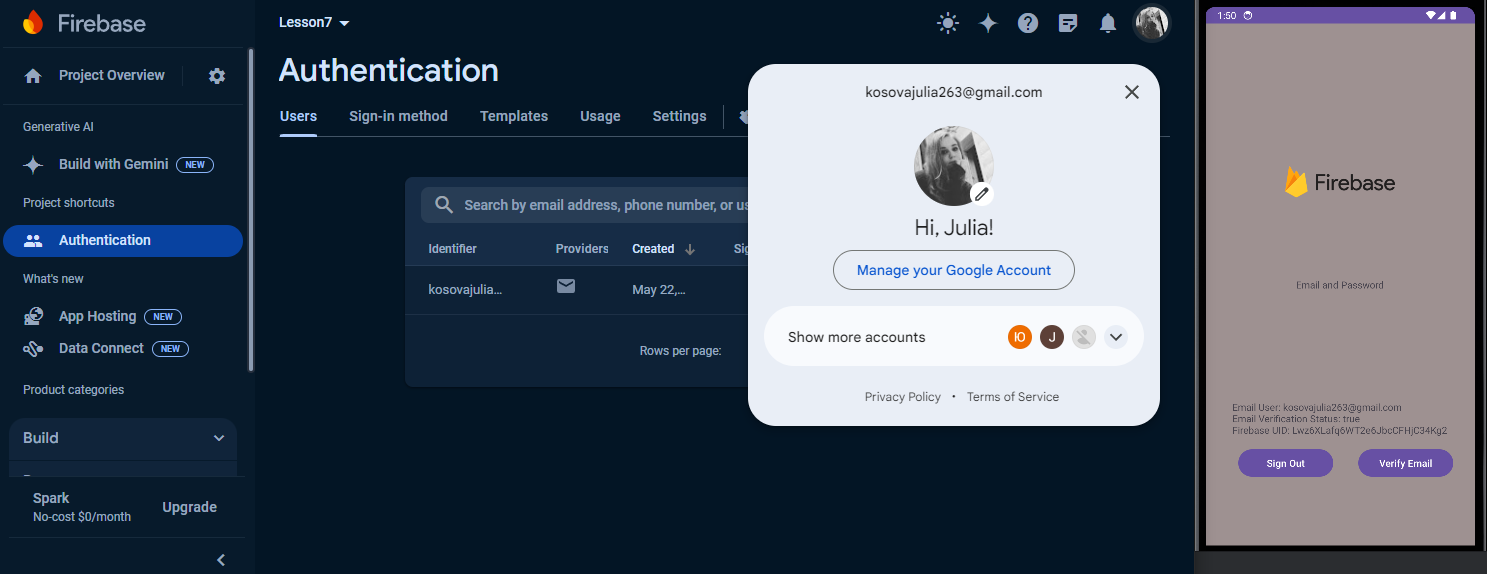 Firebase
Project Overview
Generative AI
Build with Gemini NEW
Project shortcuts
Authentication
What's new
App Hosting NEW
Data Connect NEW
Product categories
Build
Spark
No-cost $0/month
Upgrade
Lesson7
Authentication
Users Sign-in method Templates Usage Settings
Search by email address, phone number, or us
Identifier Providers Created Sig
kosovajulia... May 22,...
Rows per page:
kosovajulia263@gmail.com
Hi, Julia!
Manage your Google Account
Show more accounts Ю J
Privacy Policy • Terms of Service
1:50
Firebase
Email and Password
Email User: kosovajulia263@gmail.com
Email Verification Status: true
Firebase UID: Lwz6XLafq6WT2e6JbcCFHjC34Kg2
Sign Out Verify Email